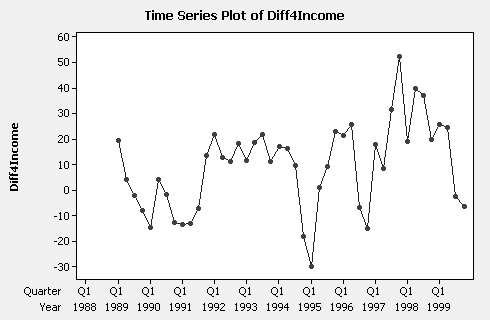 Time Series Plot of Diff4Income
60
50
40
30
20
10
0
-10
-20
-30
Diff4Income
Quarter Q1 Q1 Q1 Q1 Q1 Q1 Q1 Q1 Q1 Q1 Q1 Q1
Year 1988 1989 1990 1991 1992 1993 1994 1995 1996 1997 1998 1999